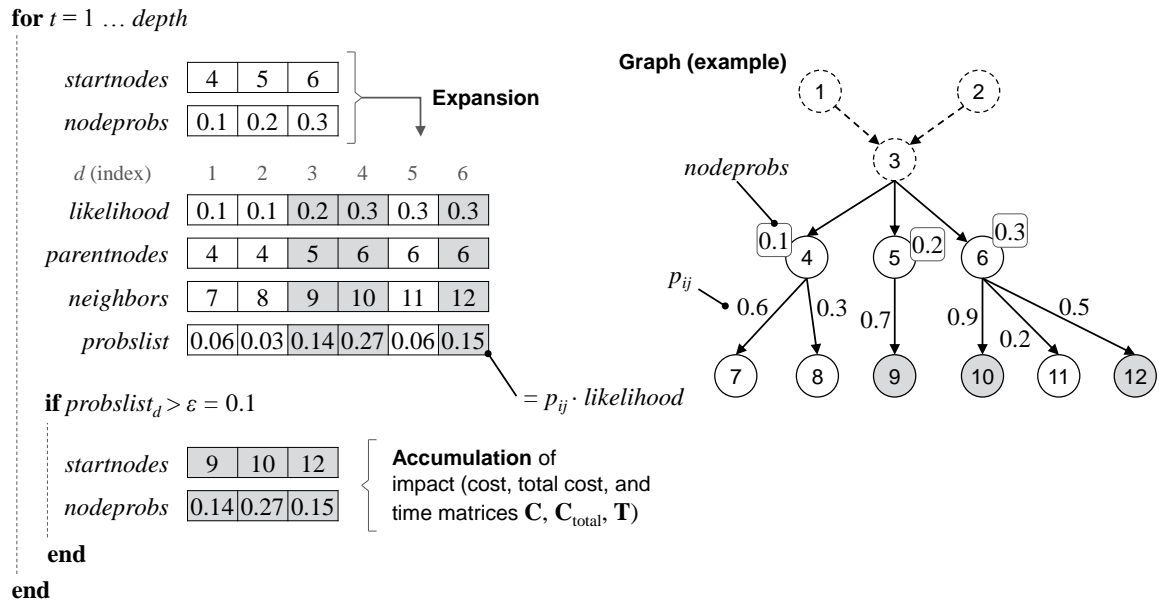 for t = 1 … depth
startnodes 4 5 6
nodeprobs 0.1 0.2 0.3
Expansion
d (index) 1 2 3 4 5 6
likelihood 0.1 0.1 0.2 0.3 0.3 0.3
parentnodes 4 4 5 6 6 6
neighbors 7 8 9 10 11 12
probslist 0.06 0.03 0.14 0.27 0.06 0.15
= p_ij · likelihood
if probslist_d > ε = 0.1
startnodes 9 10 12
nodeprobs 0.14 0.27 0.15
Accumulation of
impact (cost, total cost, and
time matrices C, C_total, T)
end
end
Graph (example)
1 2
3
nodeprobs
0.1 0.2 0.3
4 5 6
p_ij
0.6 0.3 0.7 0.9 0.2 0.5
7 8 9 10 11 12